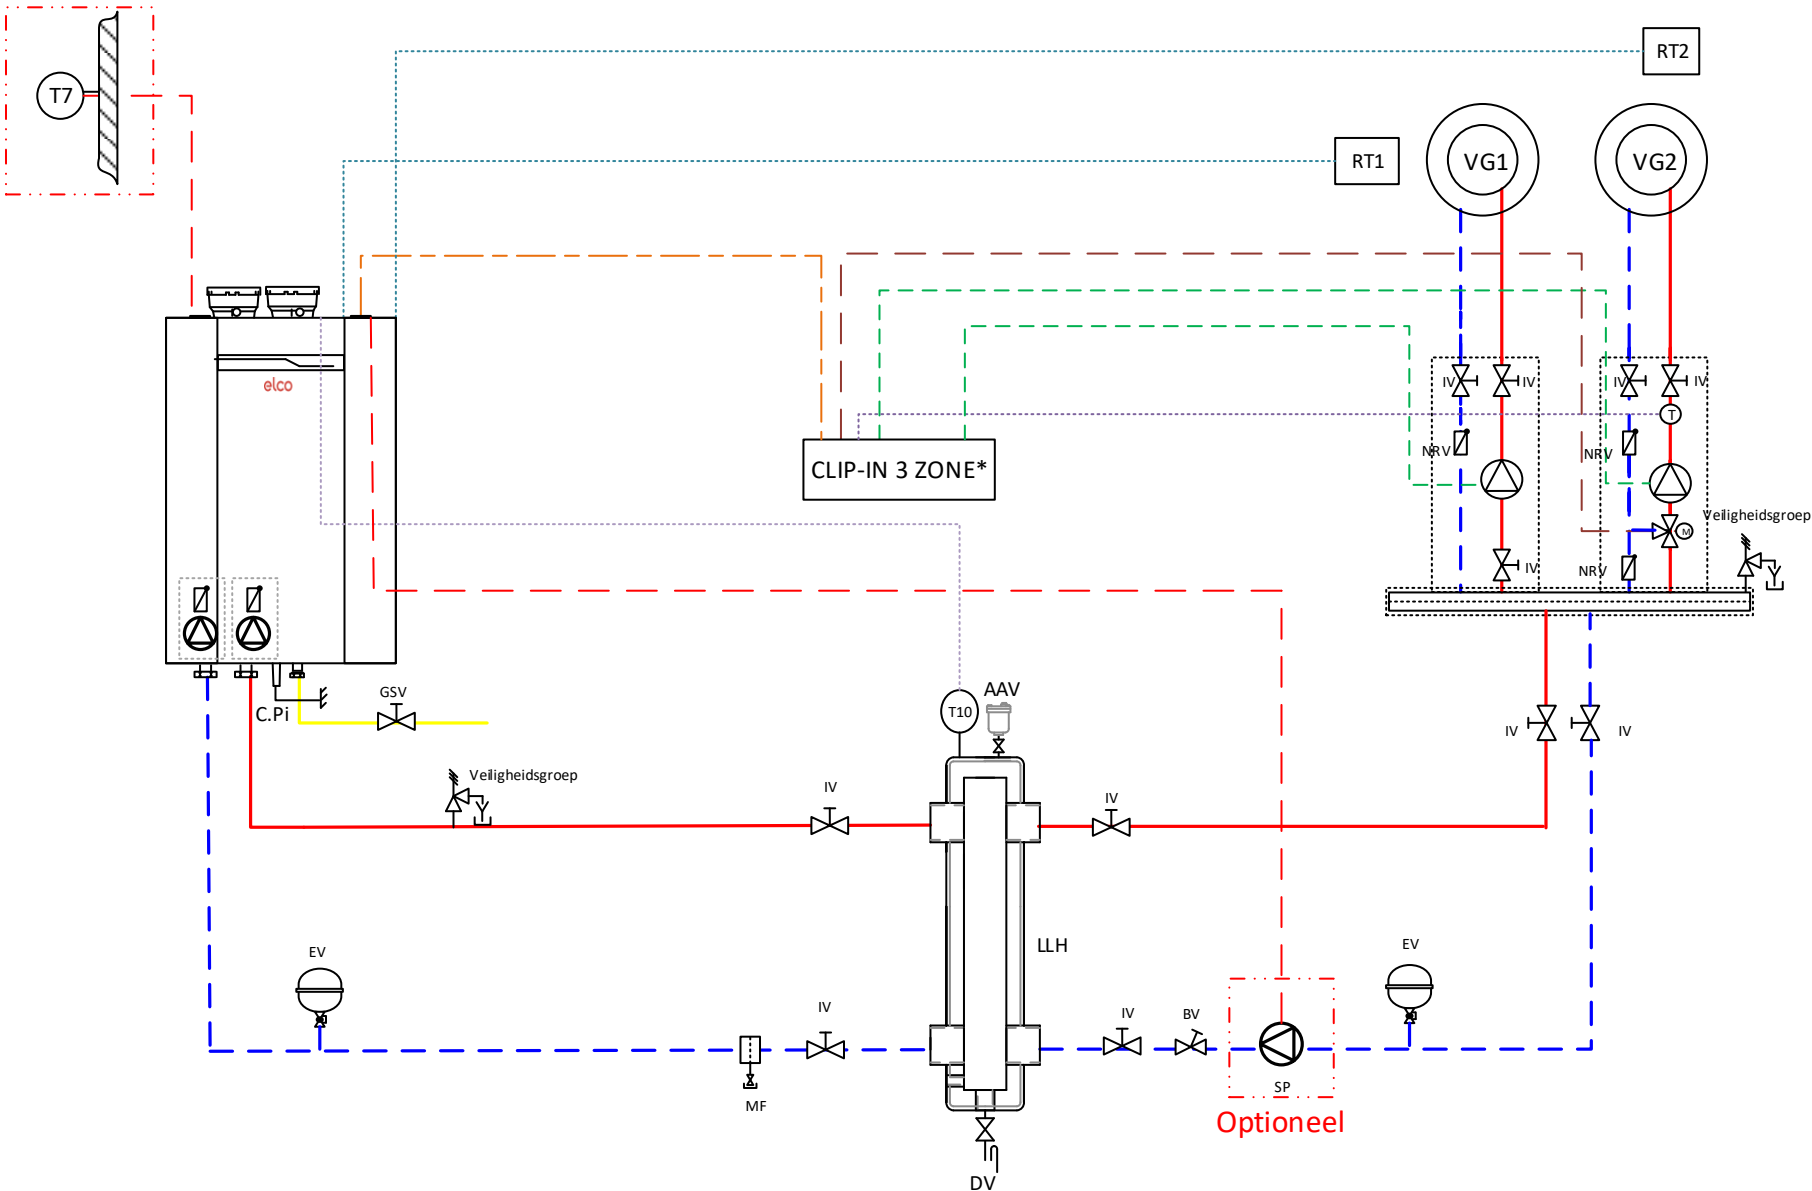 T7
RT2
RT1
VG1
VG2
elco
IV
IV
IV
IV
T
NRV
NRV
CLIP-IN 3 ZONE*
M
Veiligheidsgroep
IV
NRV
GSV
C.Pi
T10
AAV
IV
IV
Veiligheidsgroep
IV
IV
LLH
EV
EV
IV
IV
BV
SP
MF
Optioneel
DV